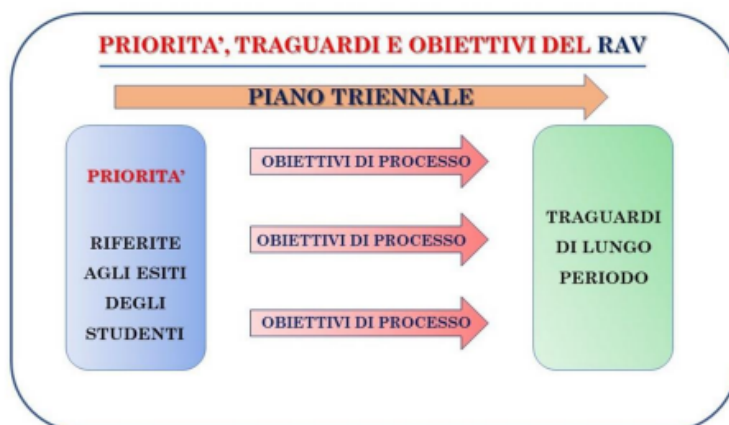 PRIORITA’, TRAGUARDI E OBIETTIVI DEL RAV
PIANO TRIENNALE
PRIORITA’
RIFERITE
AGLI ESITI
DEGLI
STUDENTI
OBIETTIVI DI PROCESSO
OBIETTIVI DI PROCESSO
OBIETTIVI DI PROCESSO
TRAGUARDI
DI LUNGO
PERIODO